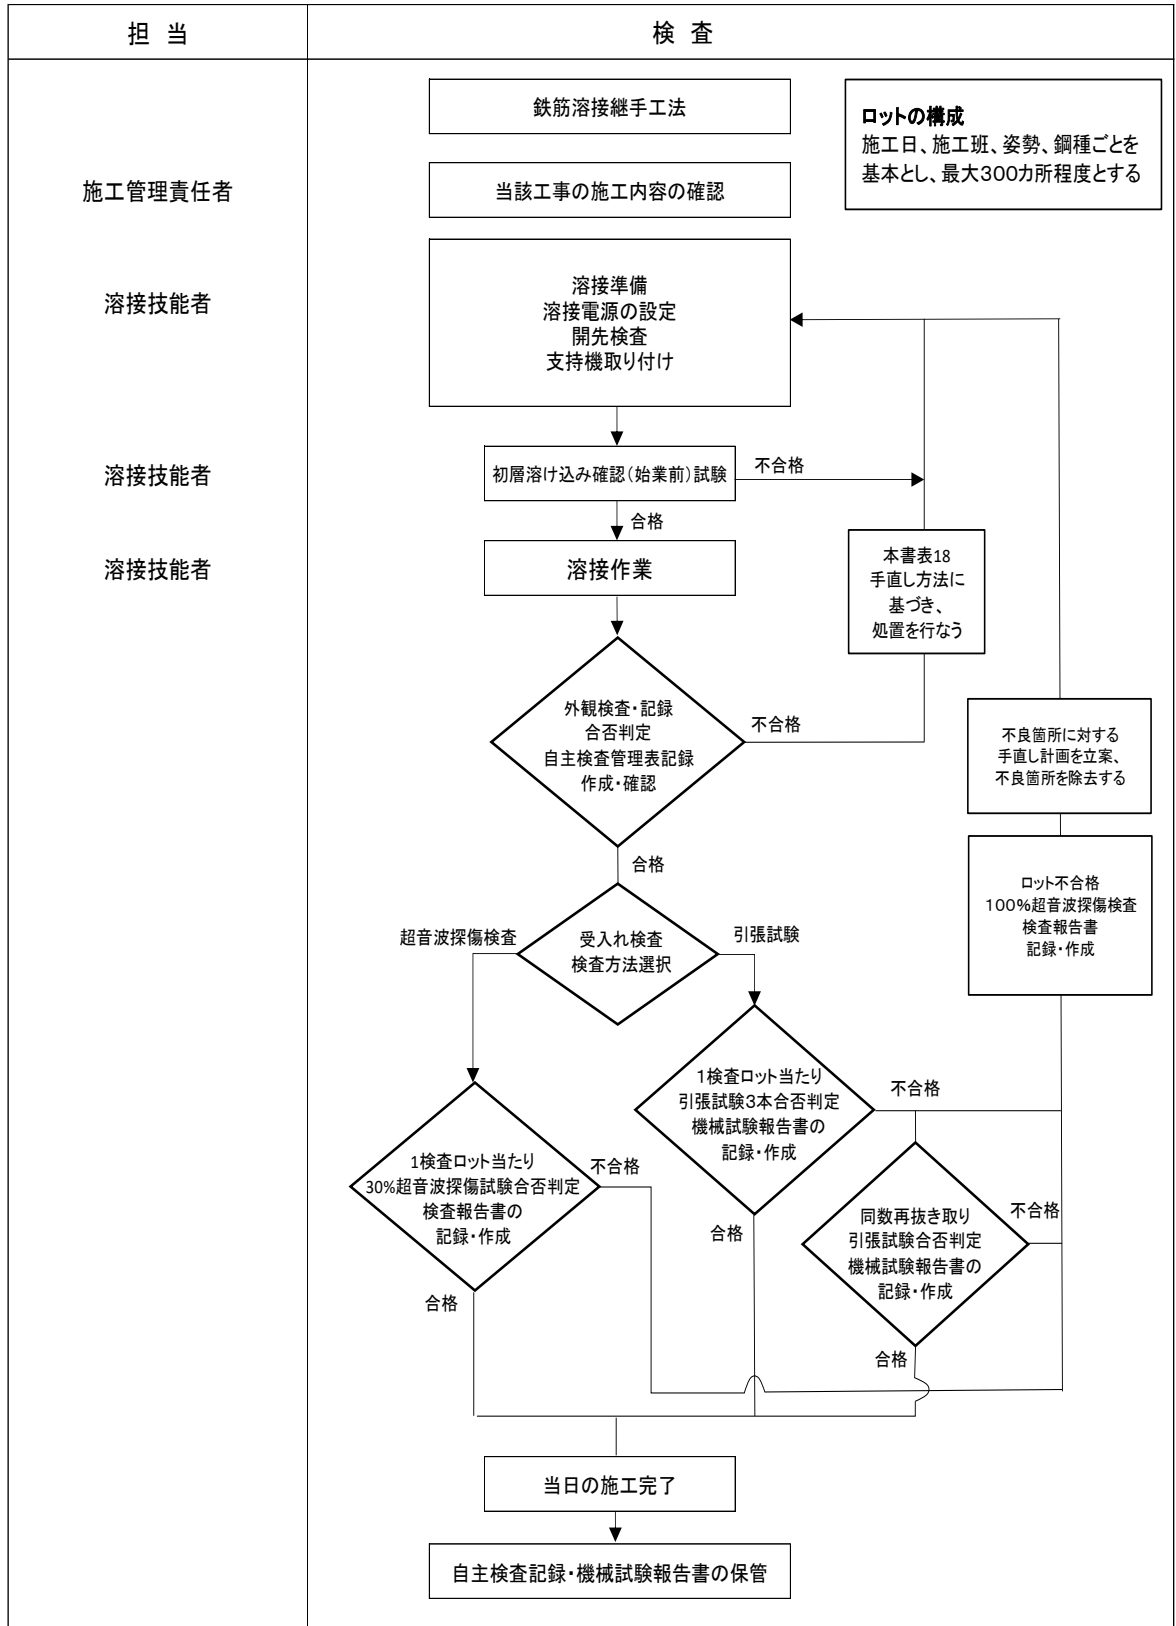 担 当
検 査
鉄筋溶接継手工法
ロットの構成
施工日、施工班、姿勢、鋼種ごとを
基本とし、最大300カ所程度とする
施工管理責任者
当該工事の施工内容の確認
溶接技能者
溶接準備
溶接電源の設定
開先検査
支持機取り付け
溶接技能者
初層溶け込み確認(始業前)試験
不合格
合格
溶接技能者
溶接作業
本書表18
手直し方法に
基づき、
処置を行なう
外観検査・記録
合否判定
自主検査管理表記録
作成・確認
不合格
不良箇所に対する
手直し計画を立案、
不良箇所を除去する
合格
ロット不合格
100%超音波探傷検査
検査報告書
記録・作成
超音波探傷検査
受入れ検査
検査方法選択
引張試験
1検査ロット当たり
引張試験3本合否判定
機械試験報告書の
記録・作成
不合格
1検査ロット当たり
30%超音波探傷試験合否判定
検査報告書の
記録・作成
不合格
合格
同数再抜き取り
引張試験合否判定
機械試験報告書の
記録・作成
不合格
合格
合格
当日の施工完了
自主検査記録・機械試験報告書の保管